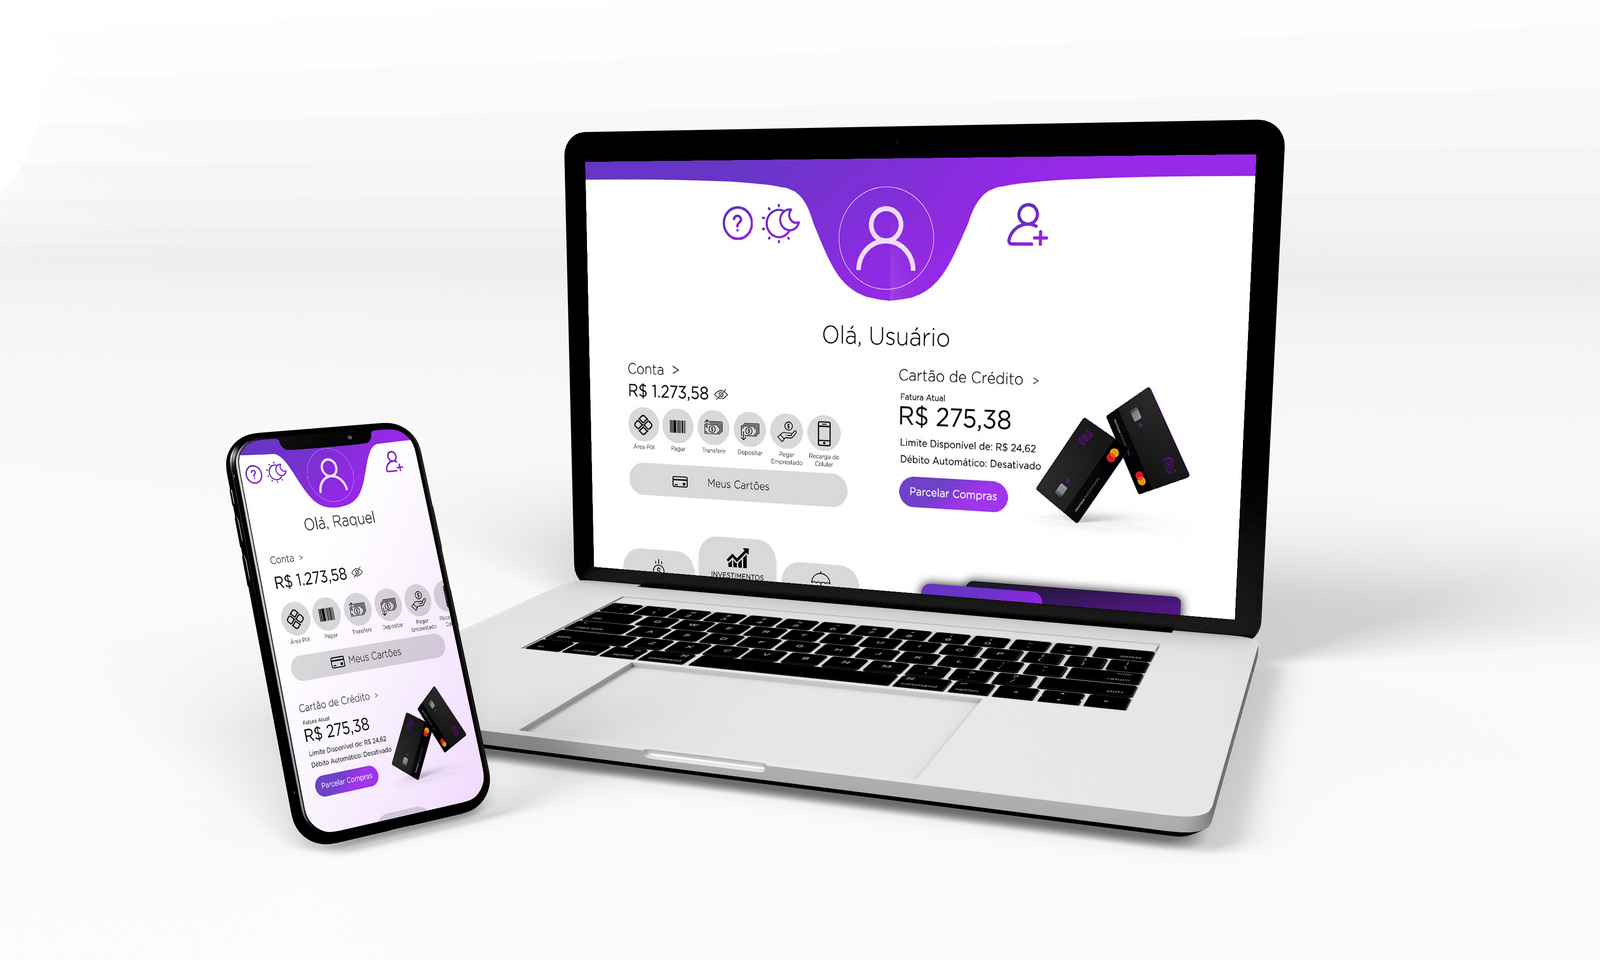 Olá, Usuário
Conta >
R$ 1.273,58
Área PIX
Pagar
Transferir
Depositar
Pegar
Emprestado
Recarga de
Celular
Meus Cartões
INVESTIMENTOS
Cartão de Crédito >
Fatura Atual
R$ 275,38
Limite Disponível de: R$ 24,62
Débito Automático: Desativado
Parcelar Compras
Olá, Raquel
Conta >
R$ 1.273,58
Área PIX
Pagar
Transferir
Depositar
Pegar
Emprestado
Meus Cartões
Cartão de Crédito >
Fatura Atual
R$ 275,38
Limite Disponível de: R$ 24,62
Débito Automático: Desativado
Parcelar Compras
command
option